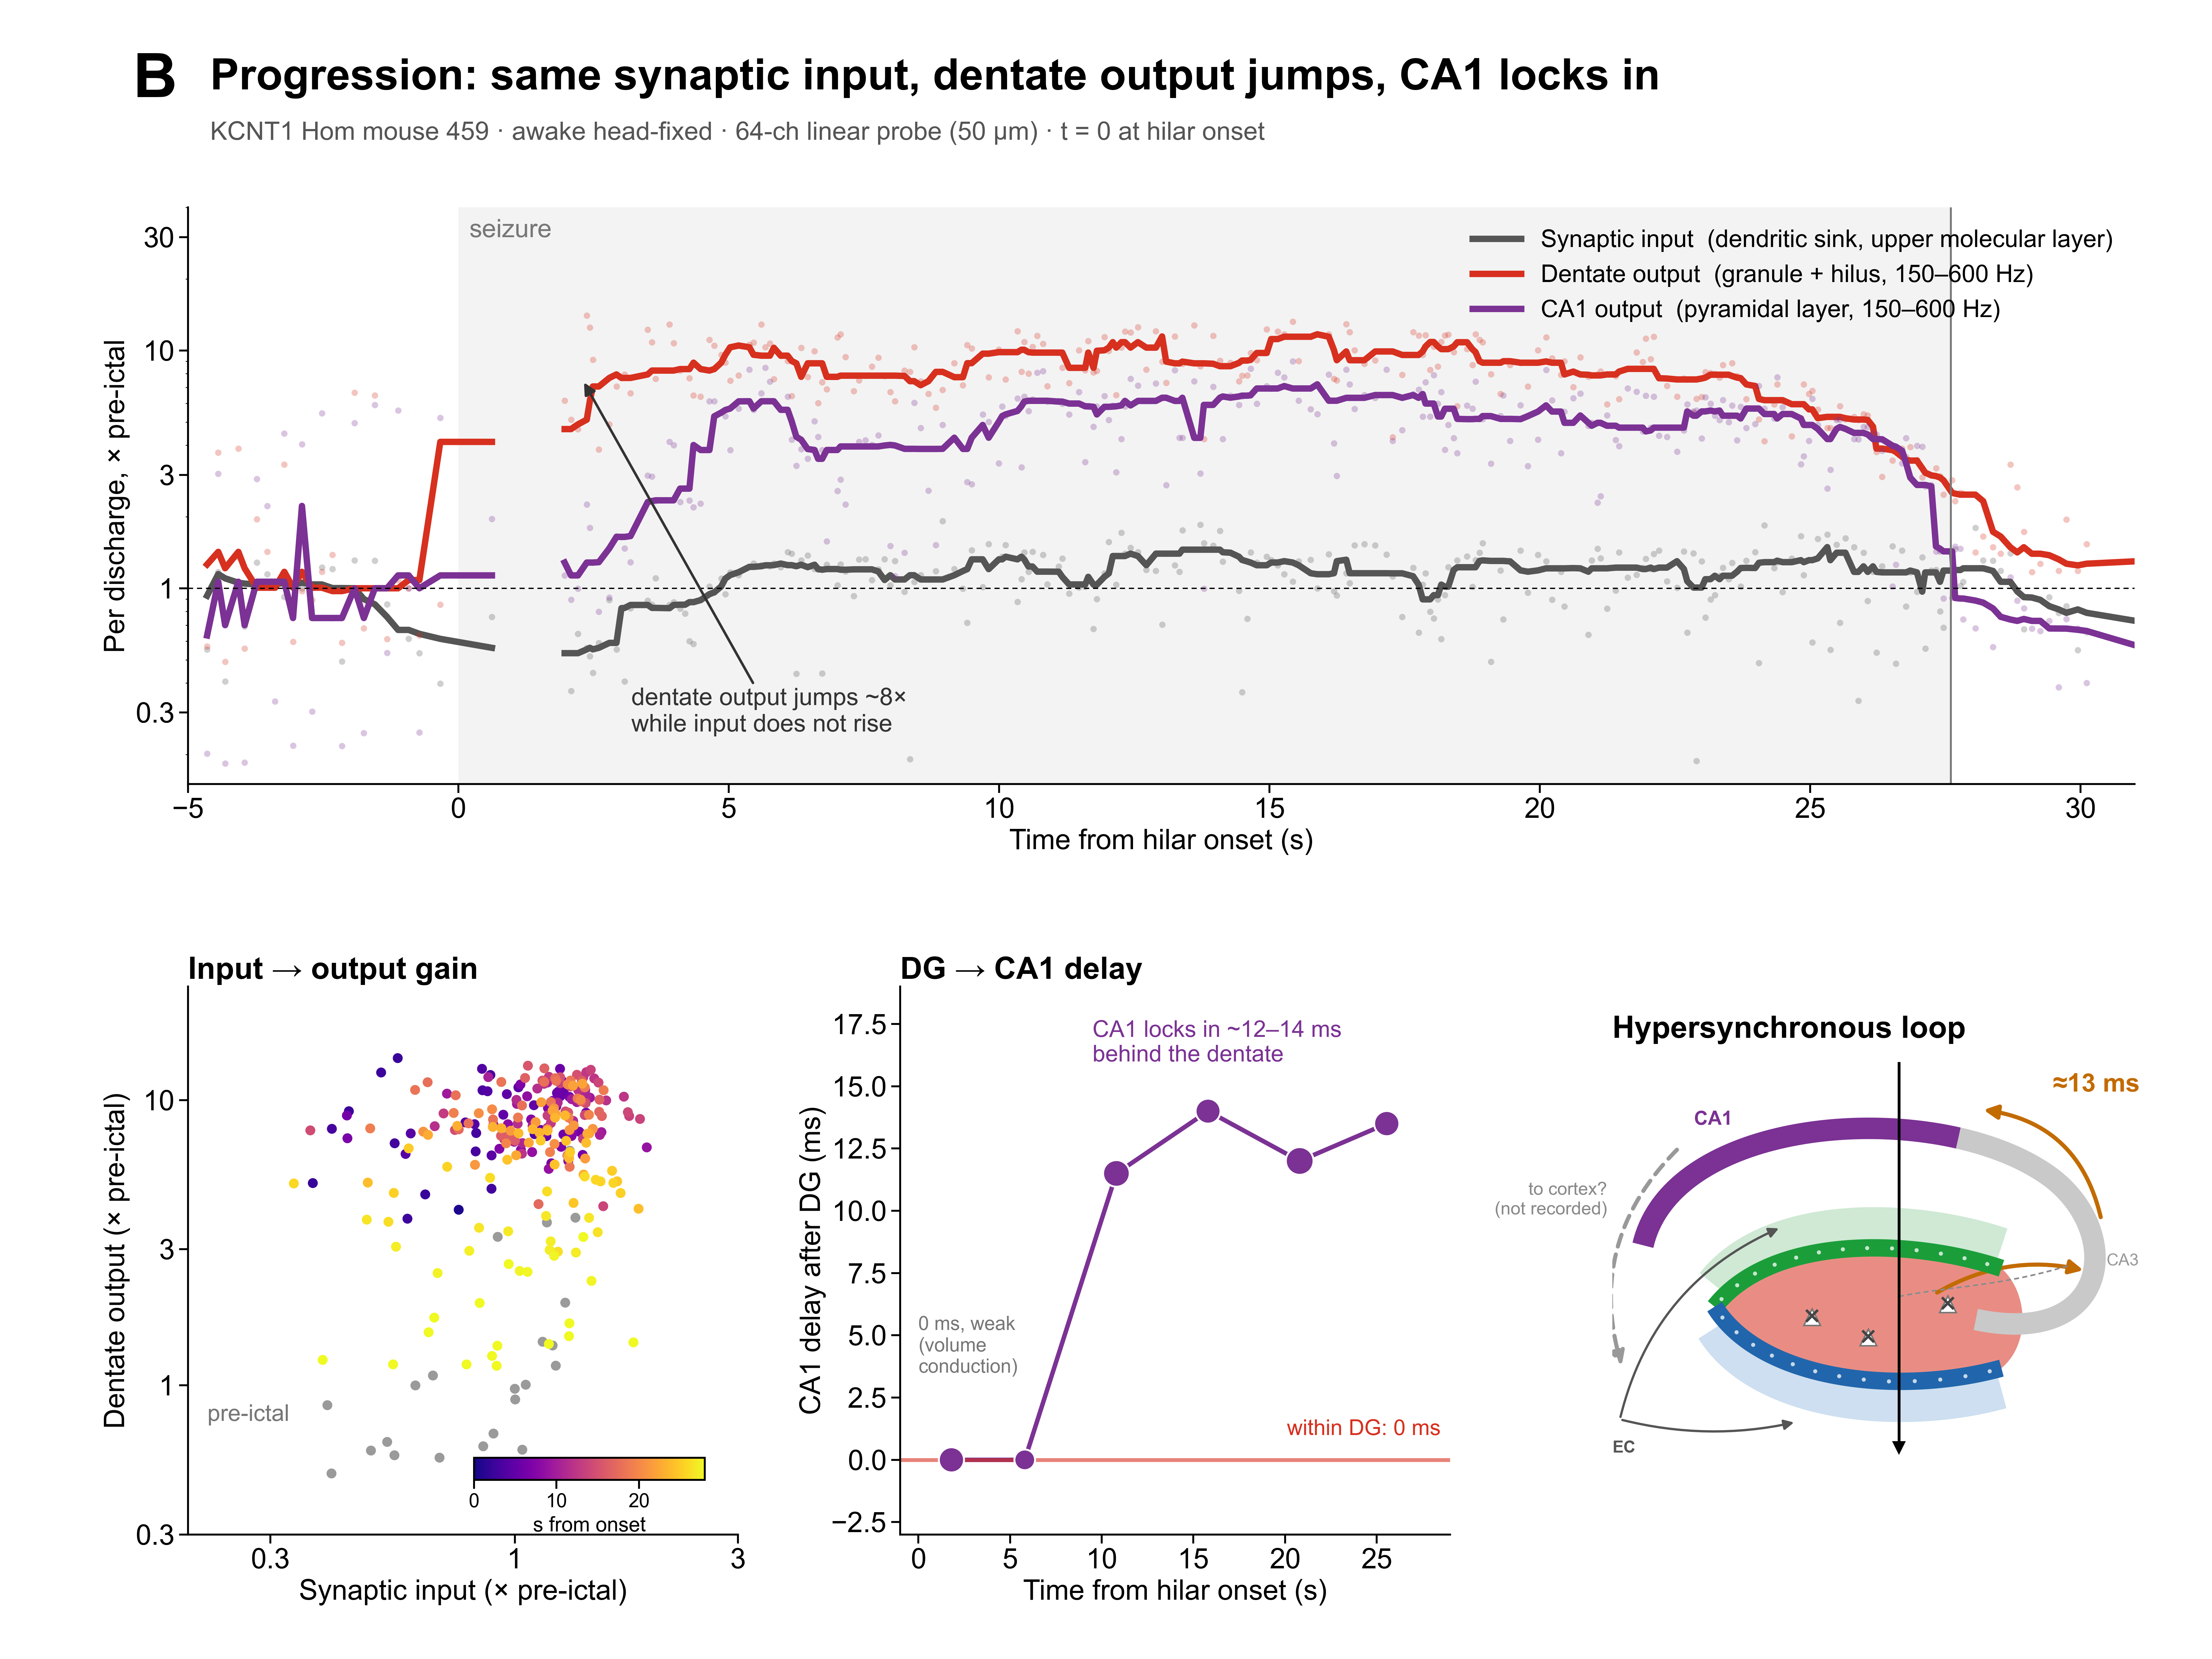 B Progression: same synaptic input, dentate output jumps, CA1 locks in
KCNT1 Hom mouse 459 · awake head-fixed · 64-ch linear probe (50 µm) · t = 0 at hilar onset
seizure
Synaptic input (dendritic sink, upper molecular layer)
Dentate output (granule + hilus, 150–600 Hz)
CA1 output (pyramidal layer, 150–600 Hz)
Per discharge, × pre-ictal
30
10
3
1
0.3
dentate output jumps ~8×
while input does not rise
−5 0 5 10 15 20 25 30
Time from hilar onset (s)
Input → output gain
Dentate output (× pre-ictal)
10
3
1
0.3
pre-ictal
0 10 20
s from onset
0.3 1 3
Synaptic input (× pre-ictal)
DG → CA1 delay
CA1 delay after DG (ms)
17.5
15.0
12.5
10.0
7.5
5.0
2.5
0.0
−2.5
CA1 locks in ~12–14 ms
behind the dentate
0 ms, weak
(volume
conduction)
within DG: 0 ms
0 5 10 15 20 25
Time from hilar onset (s)
Hypersynchronous loop
≈13 ms
CA1
to cortex?
(not recorded)
CA3
EC